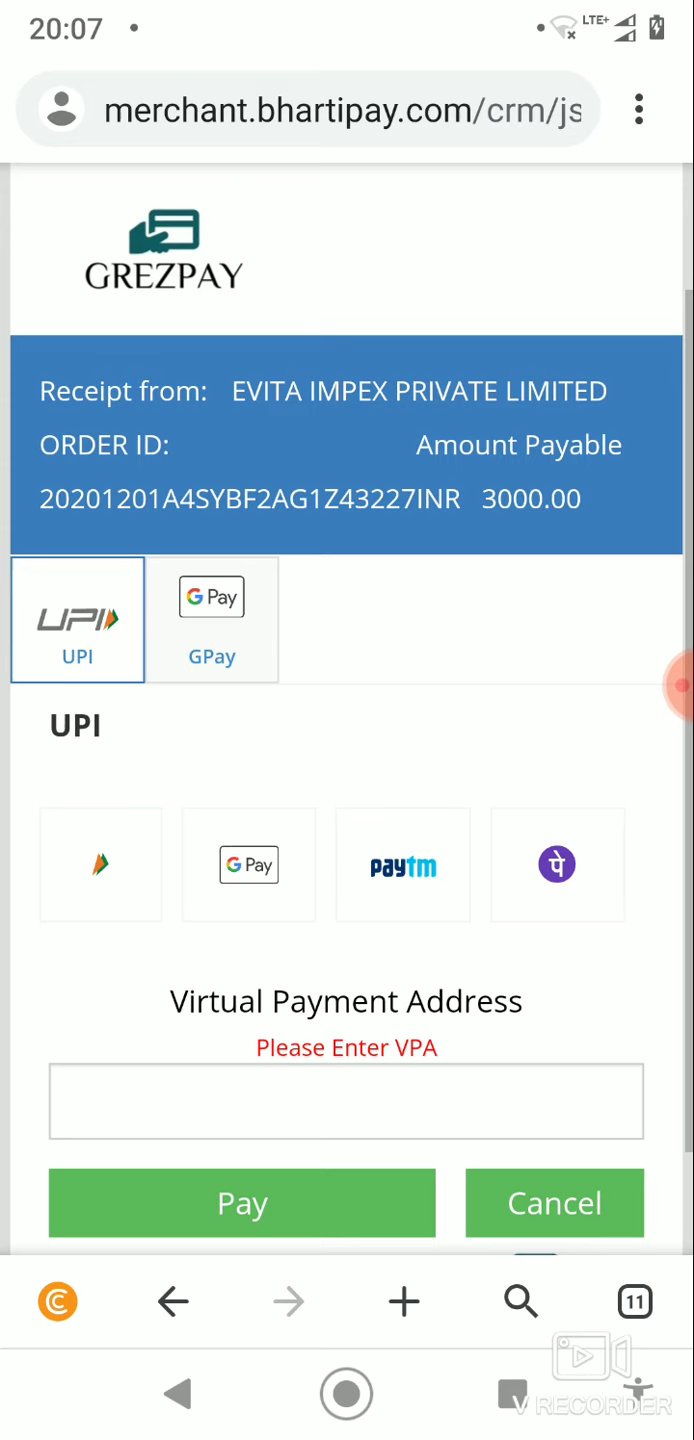 20:07
LTE+
merchant.bhartipay.com/crm/js
GREZPAY
Receipt from: EVITA IMPEX PRIVATE LIMITED
ORDER ID: Amount Payable
20201201A4SYBF2AG1Z43227INR 3000.00
UPI G Pay
UPI GPay
UPI
G Pay paytm पे
Virtual Payment Address
Please Enter VPA
Pay Cancel
11
V RECORDER